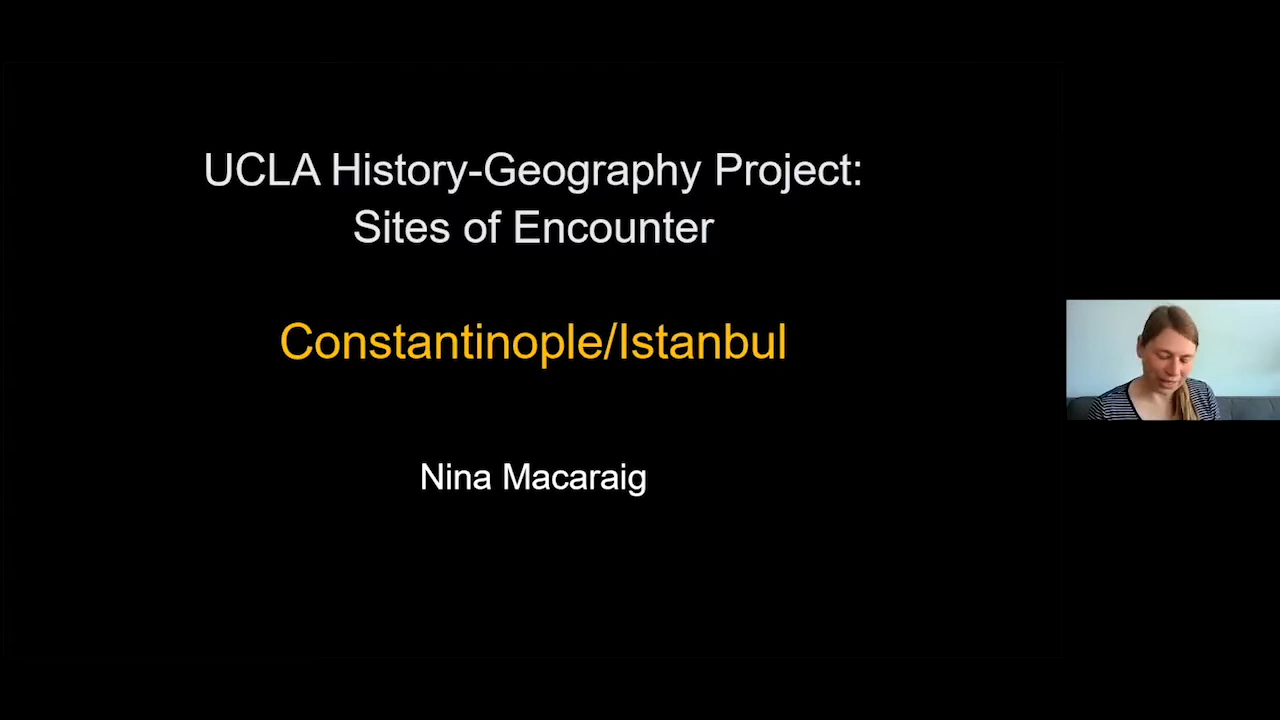 UCLA History-Geography Project:
Sites of Encounter
Constantinople/Istanbul
Nina Macaraig